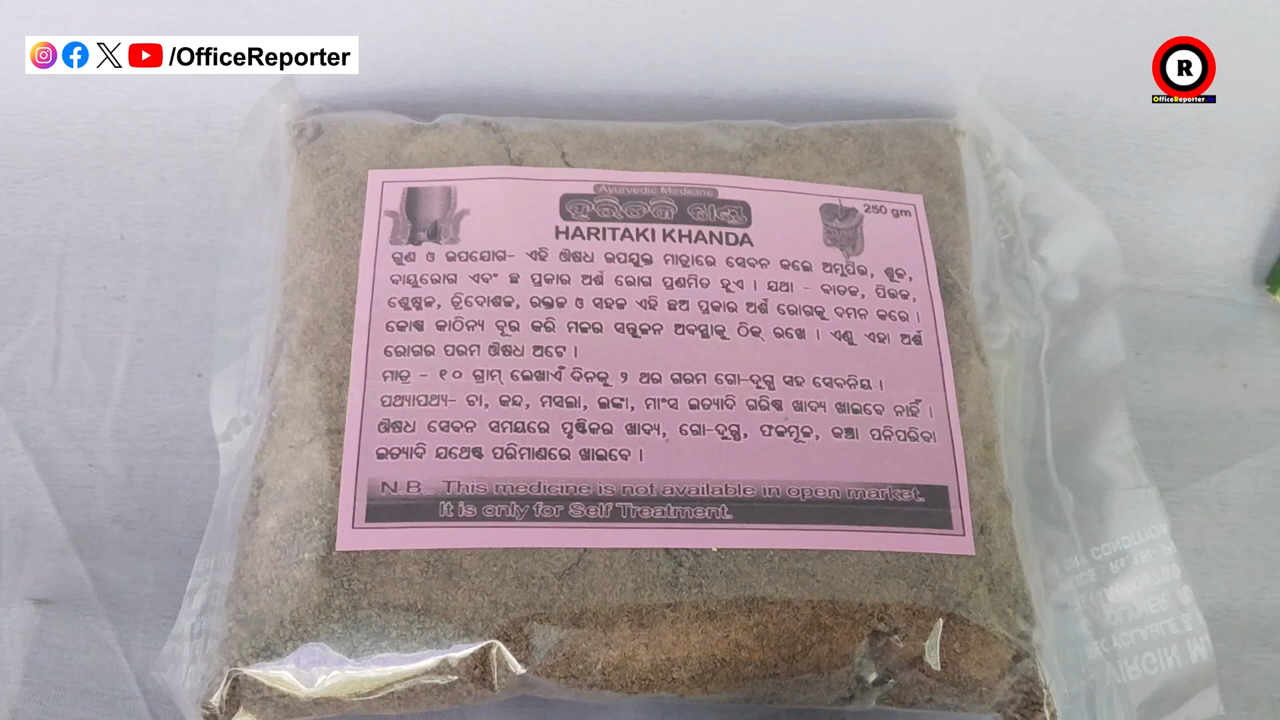 /OfficeReporter
R
OfficeReporter
Ayurvedic Medicine
ହରିତକି ଖଣ୍ଡ
250 gm
HARITAKI KHANDA
ଗୁଣ ଓ ଉପଯୋଗ- ଏହି ଔଷଧ ଉପଯୁକ୍ତ ମାତ୍ରାରେ ସେବନ କଲେ ଅମ୍ଳପିତ୍ତ, ଶୂଳ,
ବାୟୁରୋଗ ଏବଂ ଛ ପ୍ରକାର ଅର୍ଶ ରୋଗ ପ୍ରଶମିତ ହୁଏ । ଯଥା - ବାତଜ, ପିତ୍ତଜ,
ଶ୍ଳେଷ୍ମଜ, ତ୍ରିଦୋଶଜ, ରକ୍ତଜ ଓ ସହଜ ଏହି ଛଅ ପ୍ରକାର ଅର୍ଶ ରୋଗକୁ ଦମନ କରେ ।
କୋଷ୍ଠ କାଠିନ୍ୟ ଦୂର କରି ମଳର ସରୁଳନ ଅବସ୍ଥାକୁ ଠିକ୍ ରଖେ । ଏଣୁ ଏହା ଅର୍ଶ
ରୋଗର ପରମ ଔଷଧ ଅଟେ ।
ମାତ୍ରା - ୧୦ ଗ୍ରାମ୍ ଲେଖାଏଁ ଦିନକୁ ୨ ଥର ଗରମ ଗୋ-ଦୁଗ୍ଧ ସହ ସେବନିୟ ।
ପଥ୍ୟାପଥ୍ୟ- ଚା, କନ୍ଦ, ମସଲା, ଲଙ୍କା, ମାଂସ ଇତ୍ୟାଦି ଗରିଷ୍ଠ ଖାଦ୍ୟ ଖାଇବେ ନାହିଁ ।
ଔଷଧ ସେବନ ସମୟରେ ପୃଷ୍ଟିକର ଖାଦ୍ୟ, ଗୋ-ଦୁଗ୍ଧ, ଫଳମୂଳ, କଞ୍ଚା ପନିପରିବା
ଇତ୍ୟାଦି ଯଥେଷ୍ଟ ପରିମାଣରେ ଖାଇବେ ।
N.B. This medicine is not available in open market.
It is only for Self Treatment.